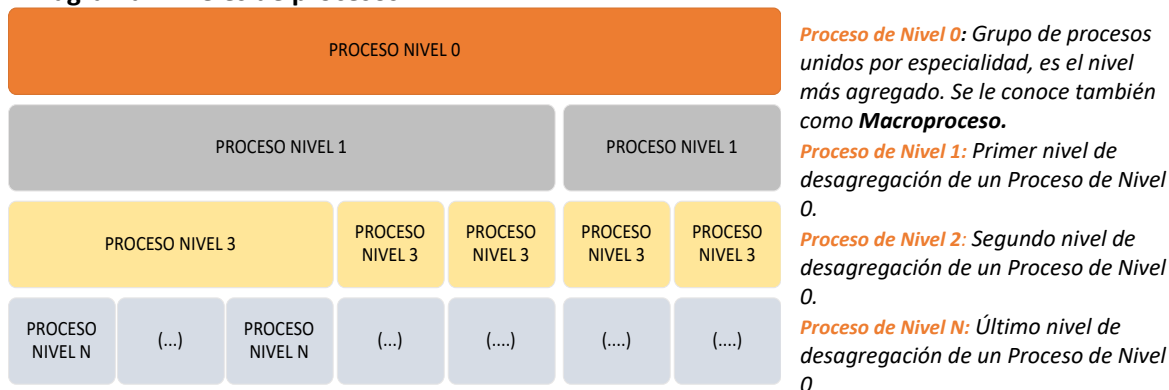 PROCESO NIVEL 0
PROCESO NIVEL 1
PROCESO NIVEL 1
PROCESO NIVEL 3
PROCESO
NIVEL 3
PROCESO
NIVEL 3
PROCESO
NIVEL 3
PROCESO
NIVEL 3
PROCESO
NIVEL N
(...)
PROCESO
NIVEL N
(...)
(....)
(....)
(....)
Proceso de Nivel 0: Grupo de procesos
unidos por especialidad, es el nivel
más agregado. Se le conoce también
como Macroproceso.
Proceso de Nivel 1: Primer nivel de
desagregación de un Proceso de Nivel
0.
Proceso de Nivel 2: Segundo nivel de
desagregación de un Proceso de Nivel
0.
Proceso de Nivel N: Último nivel de
desagregación de un Proceso de Nivel
0